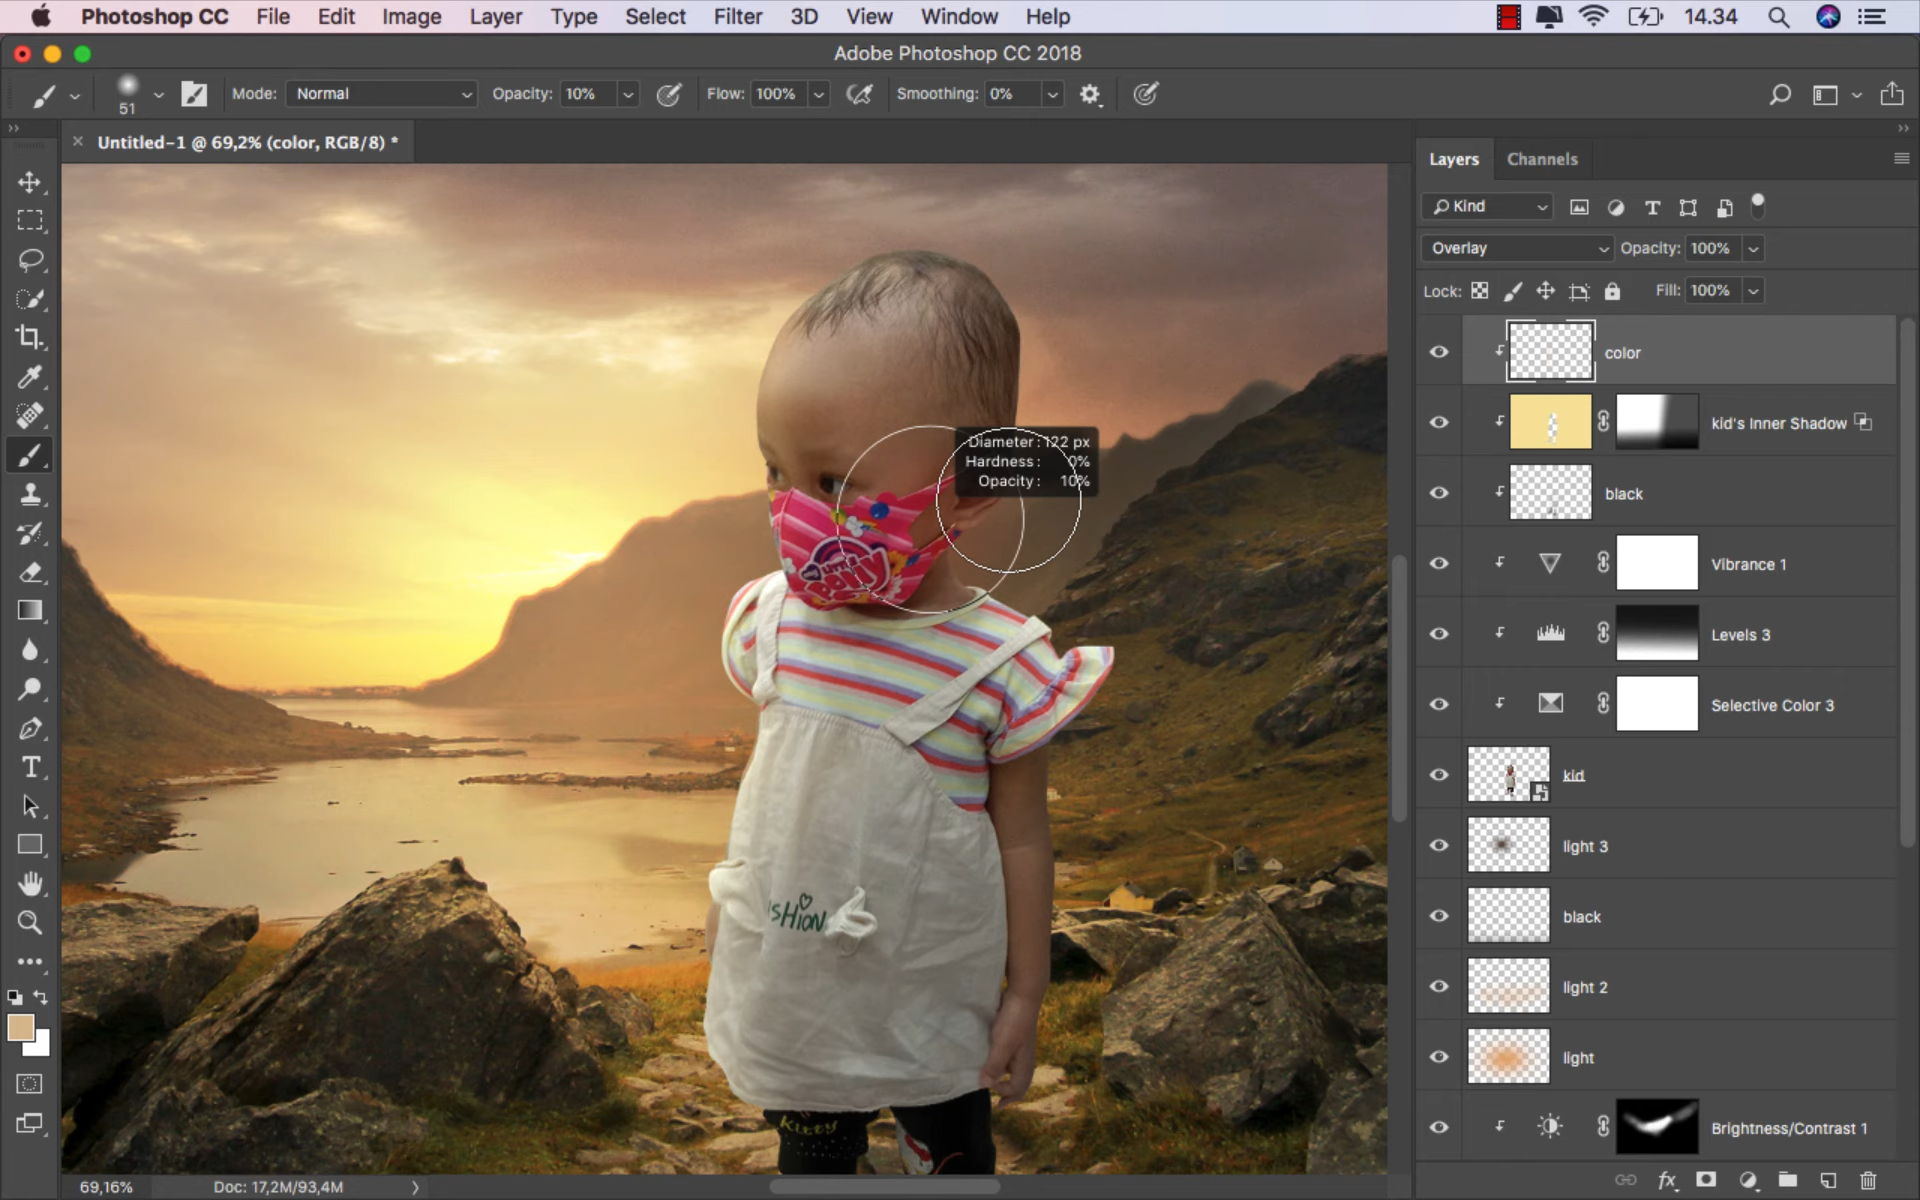 Photoshop CC File Edit Image Layer Type Select Filter 3D View Window Help 14.34
Adobe Photoshop CC 2018
51 Mode: Normal Opacity: 10% Flow: 100% Smoothing: 0%
Untitled-1 @ 69,2% (color, RGB/8) *
Layers Channels
Kind
Overlay Opacity: 100%
Lock: Fill: 100%
color
kid's Inner Shadow
black
Vibrance 1
Levels 3
Selective Color 3
kid
light 3
black
light 2
light
Brightness/Contrast 1
Diameter: 122 px
Hardness: 0%
Opacity: 10%
PONY
SHION
Kitty
69,16% Doc: 17,2M/93,4M